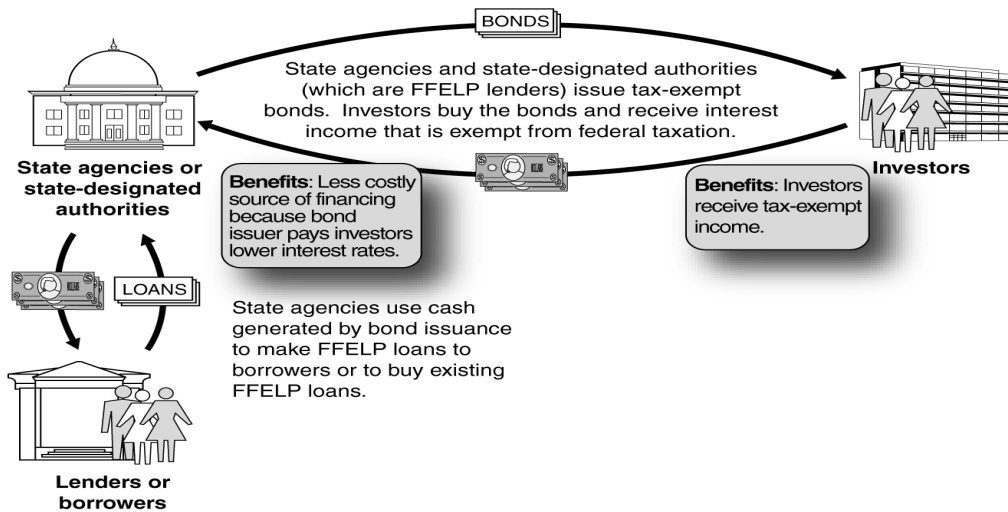 BONDS
State agencies and state-designated authorities
(which are FFELP lenders) issue tax-exempt
bonds. Investors buy the bonds and receive interest
income that is exempt from federal taxation.
State agencies or
state-designated
authorities
Investors
Benefits: Less costly
source of financing
because bond
issuer pays investors
lower interest rates.
Benefits: Investors
receive tax-exempt
income.
LOANS
State agencies use cash
generated by bond issuance
to make FFELP loans to
borrowers or to buy existing
FFELP loans.
Lenders or
borrowers